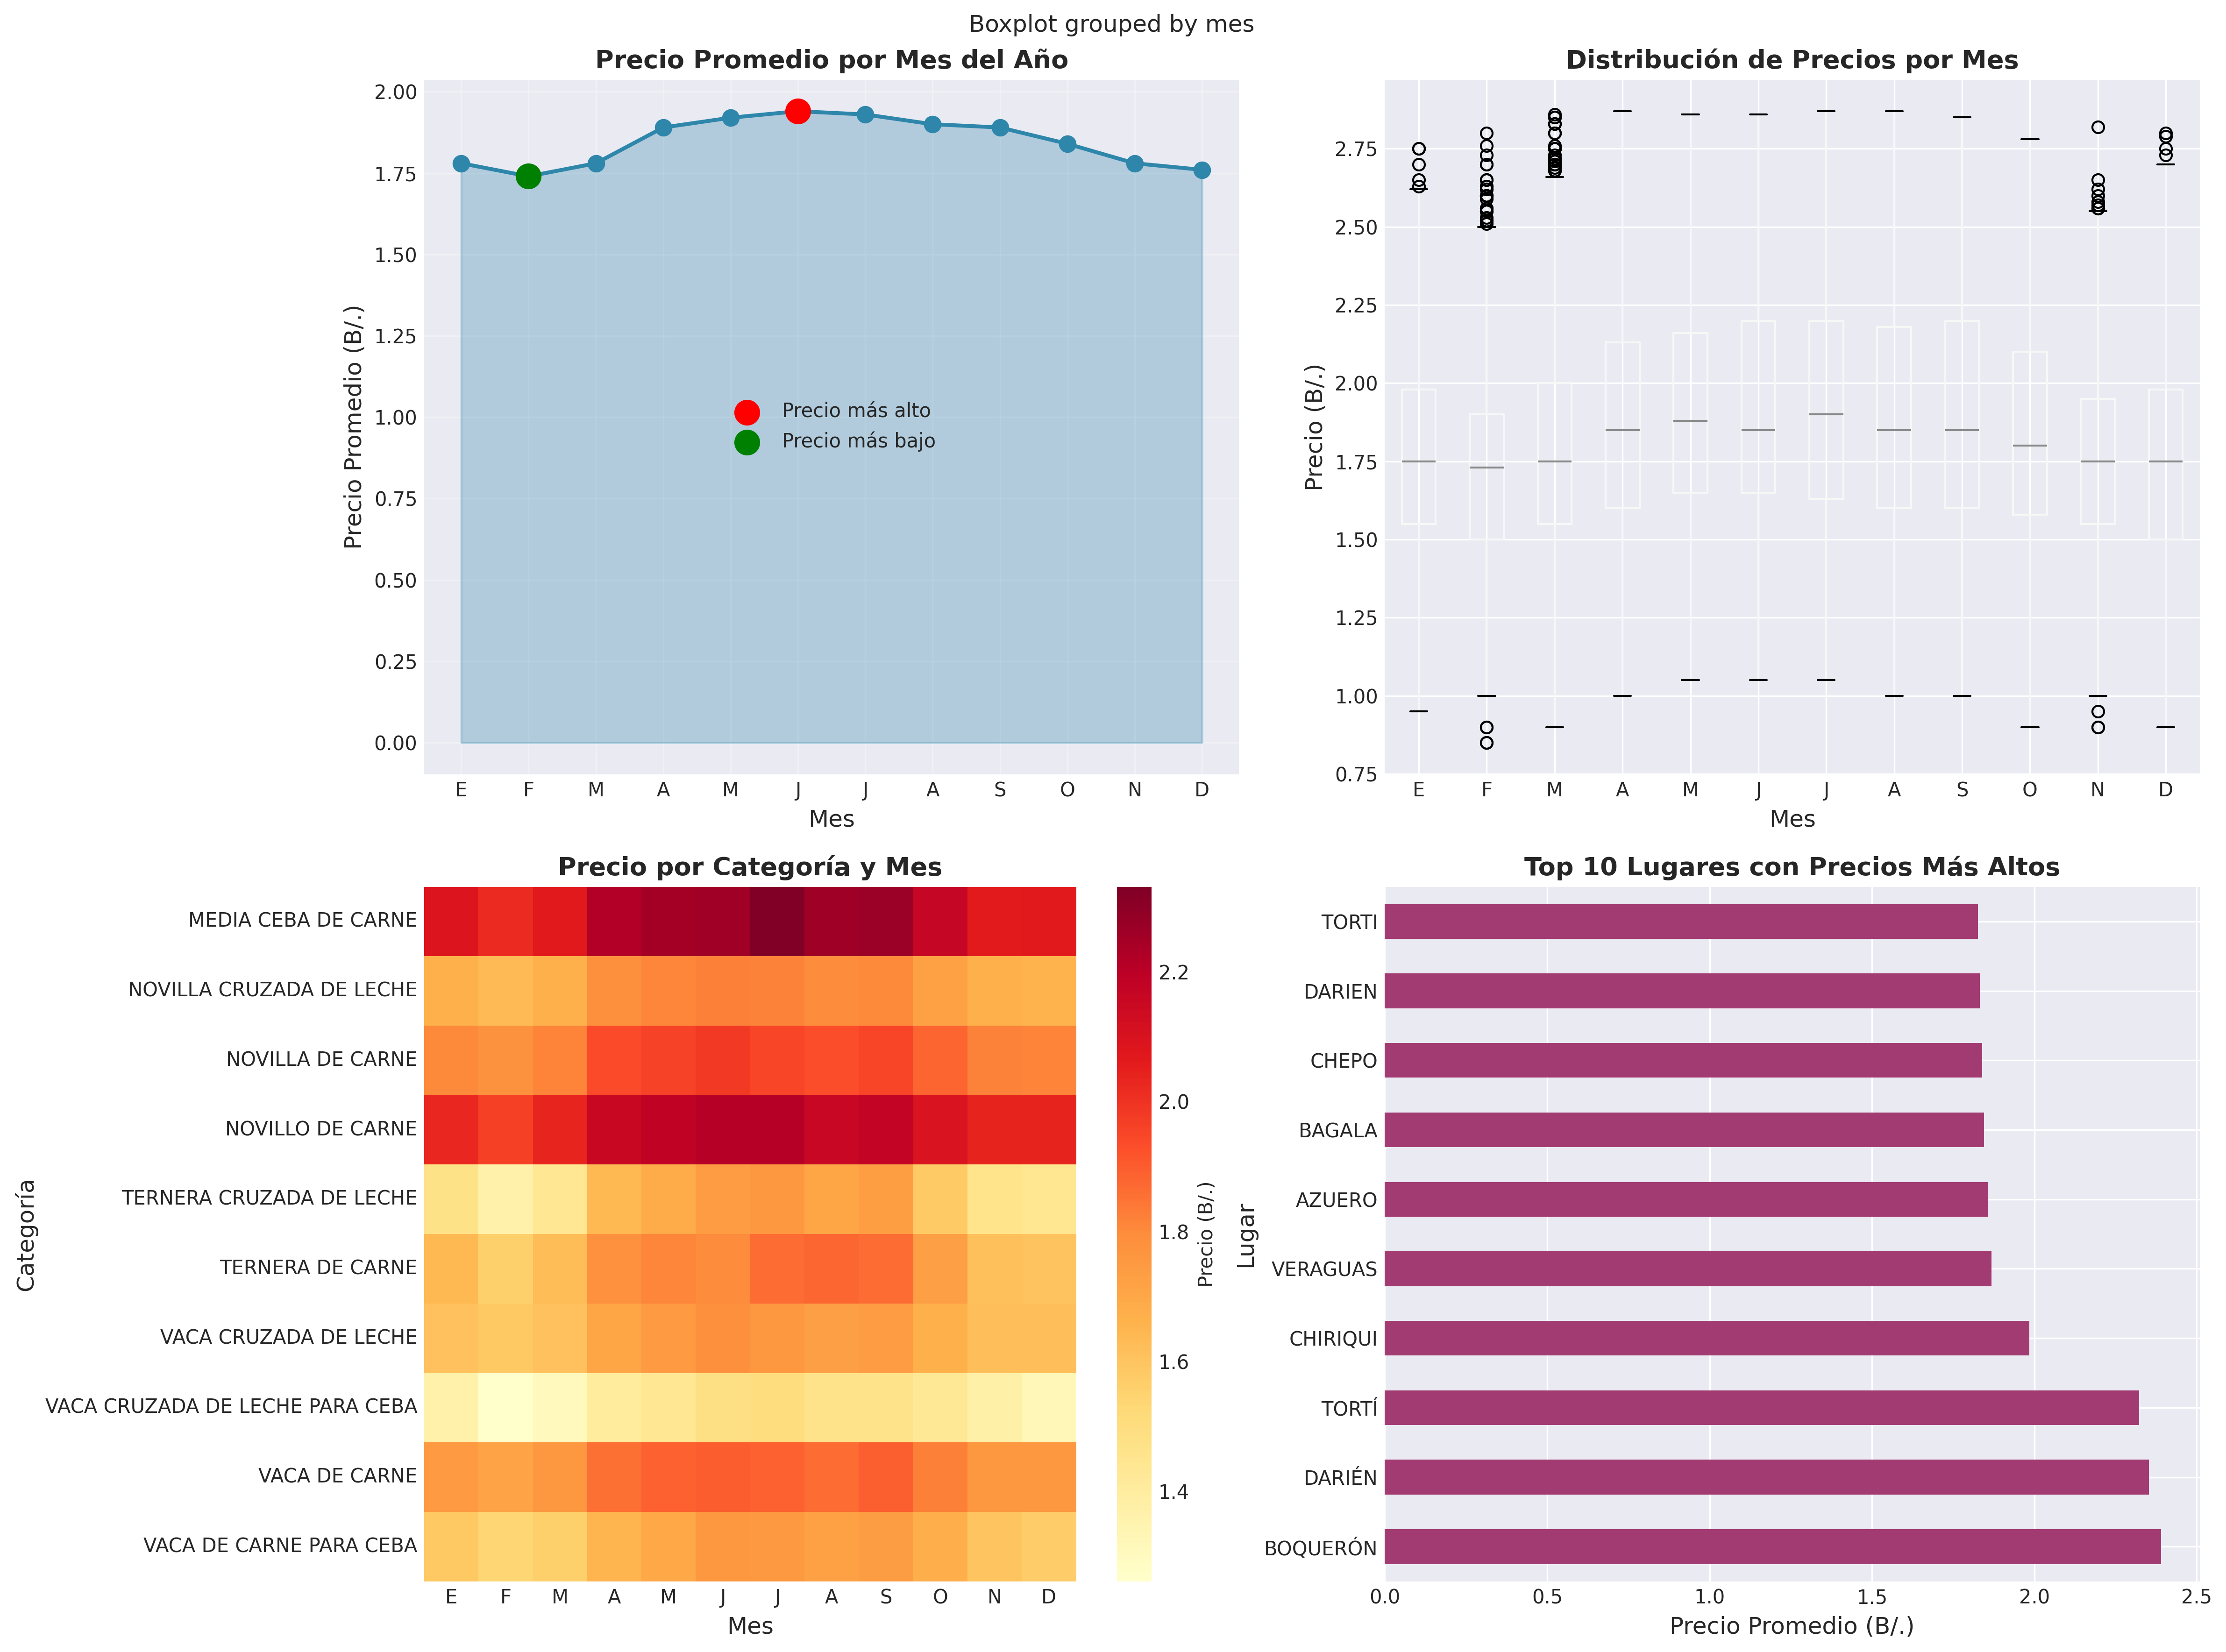 Boxplot grouped by mes
Precio Promedio por Mes del Año
Precio Promedio (B/.)
2.00
1.75
1.50
1.25
1.00
0.75
0.50
0.25
0.00
Precio más alto
Precio más bajo
E F M A M J J A S O N D
Mes
Distribución de Precios por Mes
Precio (B/.)
2.75
2.50
2.25
2.00
1.75
1.50
1.25
1.00
0.75
E F M A M J J A S O N D
Mes
Precio por Categoría y Mes
Categoría
MEDIA CEBA DE CARNE
NOVILLA CRUZADA DE LECHE
NOVILLA DE CARNE
NOVILLO DE CARNE
TERNERA CRUZADA DE LECHE
TERNERA DE CARNE
VACA CRUZADA DE LECHE
VACA CRUZADA DE LECHE PARA CEBA
VACA DE CARNE
VACA DE CARNE PARA CEBA
E F M A M J J A S O N D
Mes
2.2
2.0
1.8
1.6
1.4
Precio (B/.)
Top 10 Lugares con Precios Más Altos
Lugar
TORTI
DARIEN
CHEPO
BAGALA
AZUERO
VERAGUAS
CHIRIQUI
TORTÍ
DARIÉN
BOQUERÓN
0.0 0.5 1.0 1.5 2.0 2.5
Precio Promedio (B/.)